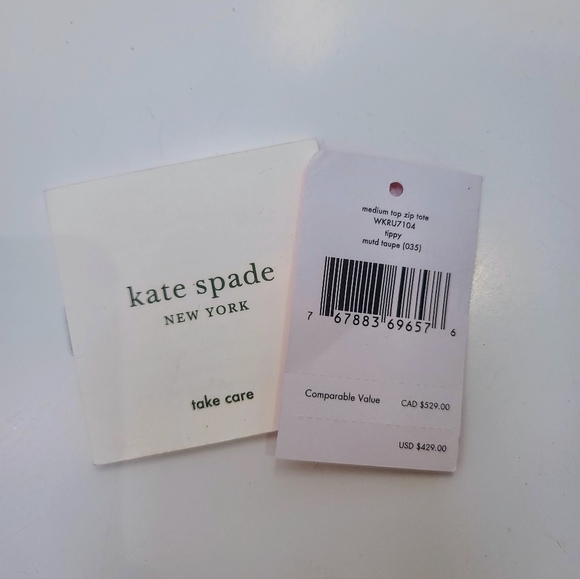 kate spade
NEW YORK
take care
medium top zip tote
WKRU7104
tippy
mutd taupe (035)
7 67883 69657 6
Comparable Value CAD $529.00
USD $429.00